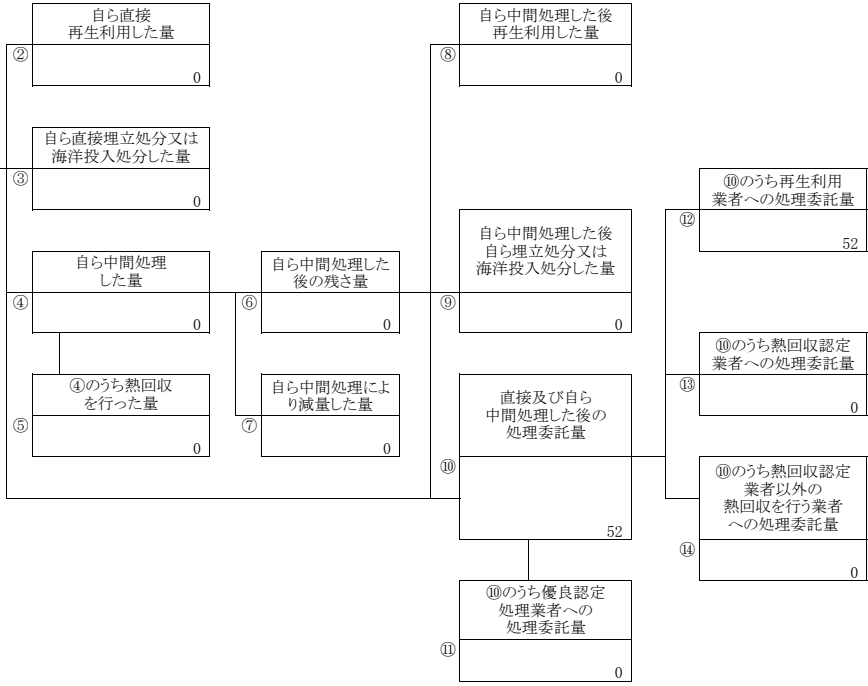 自ら直接
再生利用した量
②
0
自ら直接埋立処分又は
海洋投入処分した量
③
0
自ら中間処理
した量
④
0
④のうち熱回収
を行った量
⑤
0
自ら中間処理した
後の残さ量
⑥
0
自ら中間処理によ
り減量した量
⑦
0
自ら中間処理した後
再生利用した量
⑧
0
自ら中間処理した後
自ら埋立処分又は
海洋投入処分した量
⑨
0
直接及び自ら
中間処理した後の
処理委託量
⑩
52
⑩のうち優良認定
処理業者への
処理委託量
⑪
0
⑩のうち再生利用
業者への処理委託量
⑫
52
⑩のうち熱回収認定
業者への処理委託量
⑬
0
⑩のうち熱回収認定
業者以外の
熱回収を行う業者
への処理委託量
⑭
0